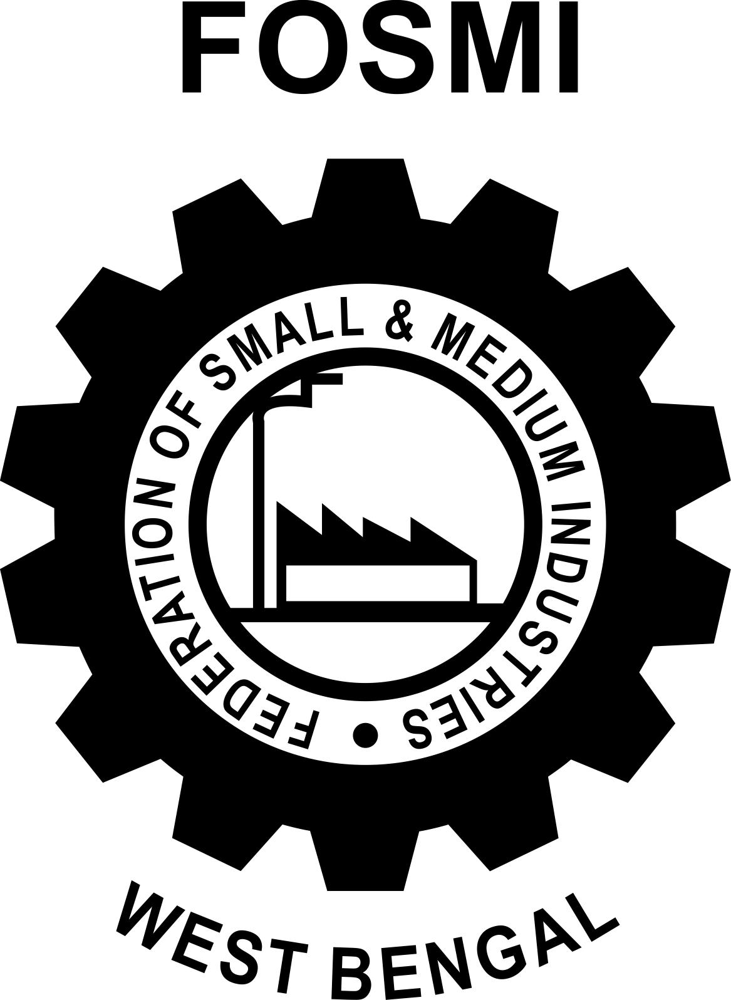 FOSMI
FEDERATION OF SMALL & MEDIUM INDUSTRIES •
WEST BENGAL